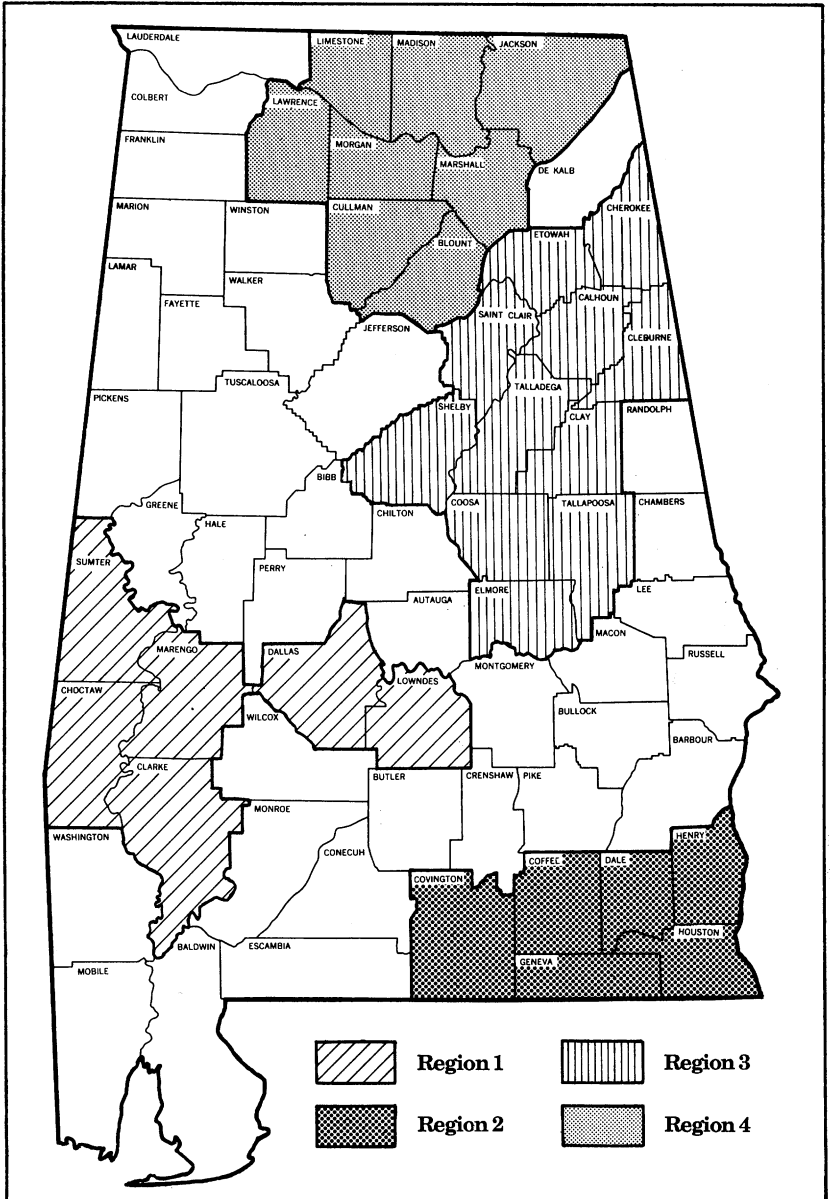 LAUDERDALE
LIMESTONE
MADISON
JACKSON
COLBERT
LAWRENCE
FRANKLIN
MORGAN
MARSHALL
DE KALB
MARION
WINSTON
CULLMAN
CHEROKEE
ETOWAH
BLOUNT
LAMAR
WALKER
CALHOUN
FAYETTE
SAINT CLAIR
JEFFERSON
CLEBURNE
TUSCALOOSA
TALLADEGA
PICKENS
SHELBY
CLAY
RANDOLPH
BIBB
GREENE
HALE
CHILTON
COOSA
TALLAPOOSA
CHAMBERS
SUMTER
PERRY
ELMORE
LEE
AUTAUGA
MACON
MARENGO
DALLAS
RUSSELL
MONTGOMERY
LOWNDES
CHOCTAW
WILCOX
BULLOCK
BARBOUR
CLARKE
BUTLER
CRENSHAW
PIKE
MONROE
WASHINGTON
HENRY
CONECUH
COFFEE
DALE
COVINGTON
HOUSTON
BALDWIN
ESCAMBIA
GENEVA
MOBILE
Region 1
Region 3
Region 2
Region 4